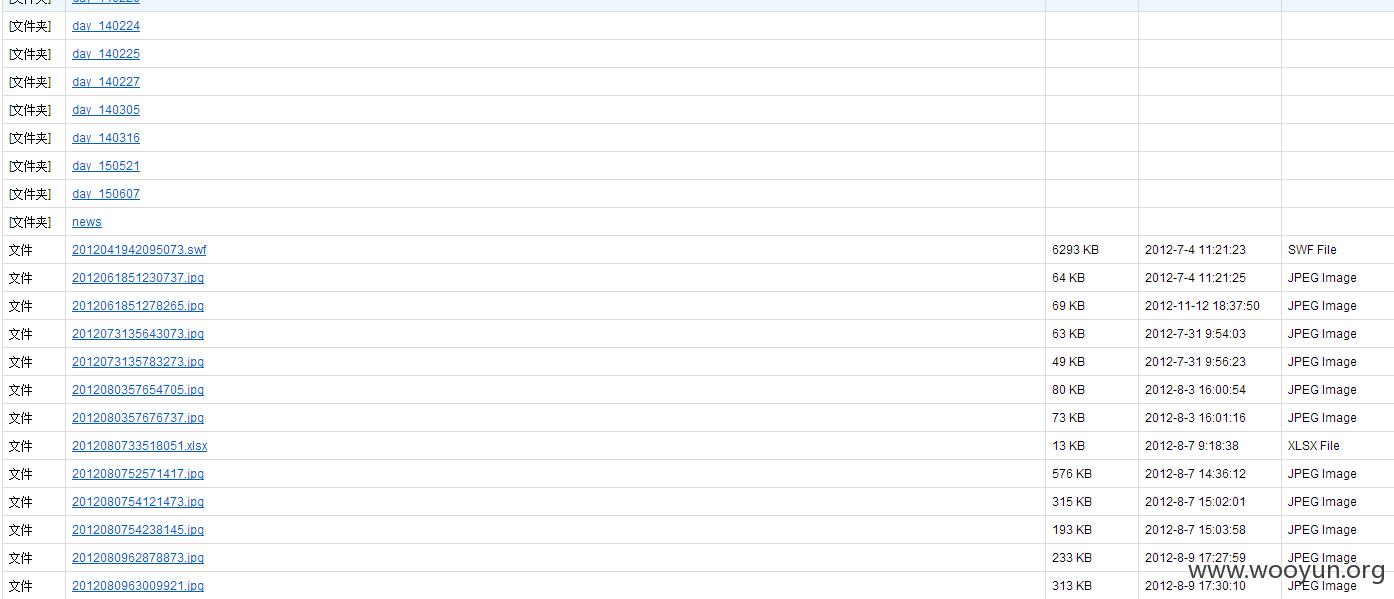 [文件夹] day_140224
[文件夹] day_140225
[文件夹] day_140227
[文件夹] day_140305
[文件夹] day_140316
[文件夹] day_150521
[文件夹] day_150607
[文件夹] news
文件 2012041942095073.swf 6293 KB 2012-7-4 11:21:23 SWF File
文件 2012061851230737.jpg 64 KB 2012-7-4 11:21:25 JPEG Image
文件 2012061851278265.jpg 69 KB 2012-11-12 18:37:50 JPEG Image
文件 2012073135643073.jpg 63 KB 2012-7-31 9:54:03 JPEG Image
文件 2012073135783273.jpg 49 KB 2012-7-31 9:56:23 JPEG Image
文件 2012080357654705.jpg 80 KB 2012-8-3 16:00:54 JPEG Image
文件 2012080357676737.jpg 73 KB 2012-8-3 16:01:16 JPEG Image
文件 2012080733518051.xlsx 13 KB 2012-8-7 9:18:38 XLSX File
文件 2012080752571417.jpg 576 KB 2012-8-7 14:36:12 JPEG Image
文件 2012080754121473.jpg 315 KB 2012-8-7 15:02:01 JPEG Image
文件 2012080754238145.jpg 193 KB 2012-8-7 15:03:58 JPEG Image
文件 2012080962878873.jpg 233 KB 2012-8-9 17:27:59 JPEG Image
文件 2012080963009921.jpg 313 KB 2012-8-9 17:30:10 JPEG Image
www.wooyun.org